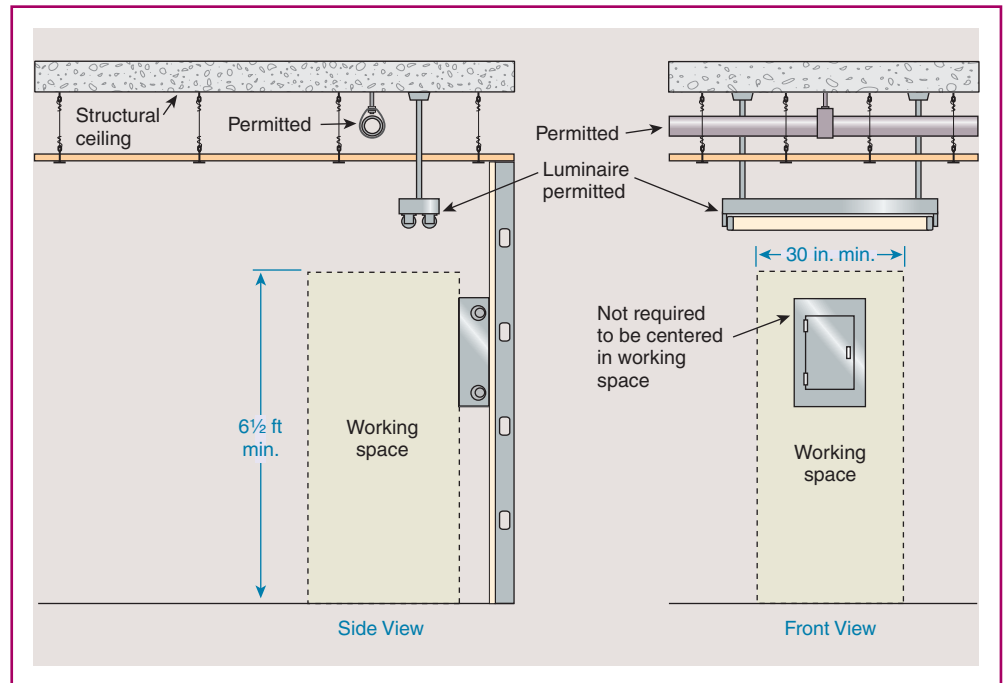 Structural
ceiling
Permitted
6½ ft
min.
Working
space
Side View
Permitted
Luminaire
permitted
30 in. min.
Not required
to be centered
in working
space
Working
space
Front View